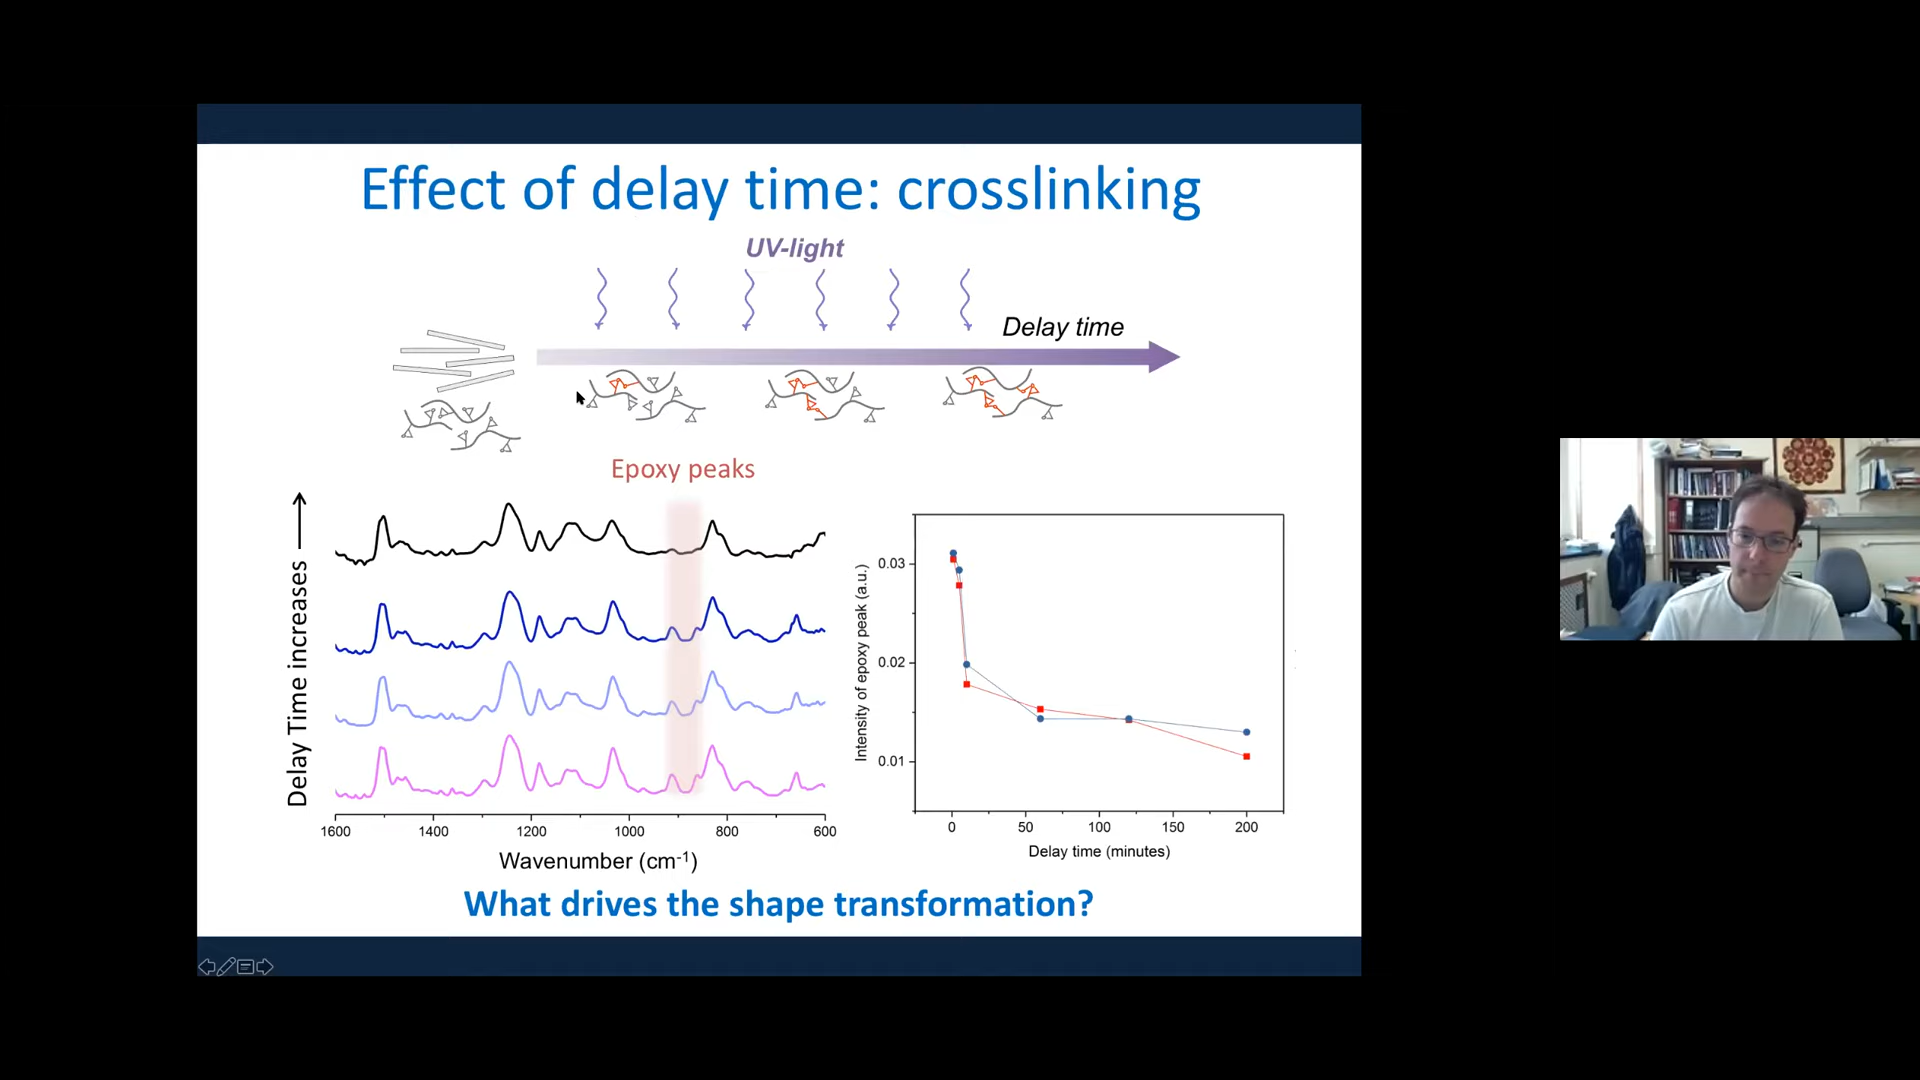 Effect of delay time: crosslinking
UV-light
Delay time
Epoxy peaks
Delay Time increases
1600
1400
1200
1000
800
600
Wavenumber (cm⁻¹)
Intensity of epoxy peak (a.u.)
0.03
0.02
0.01
0
50
100
150
200
Delay time (minutes)
What drives the shape transformation?